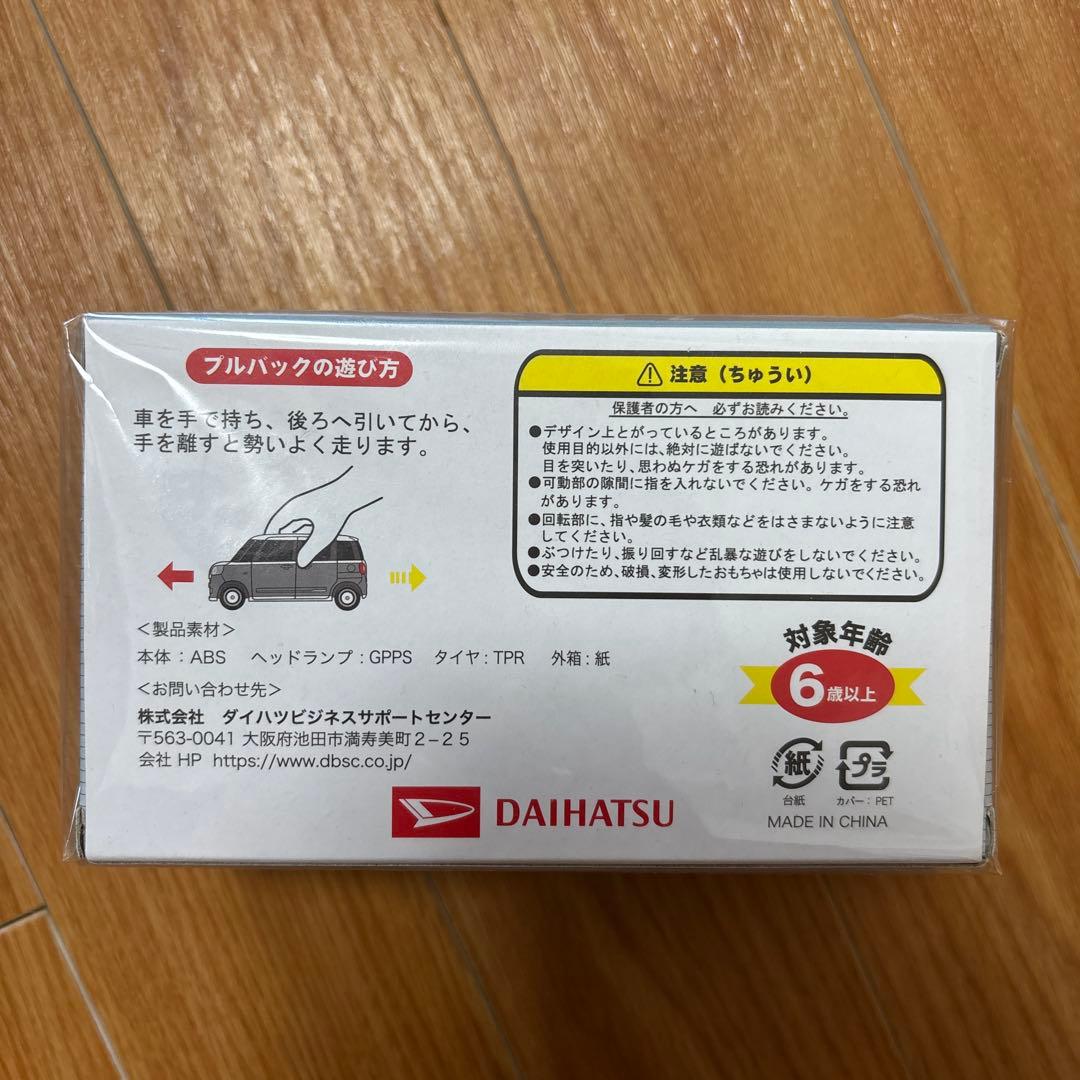 プルバックの遊び方
車を手で持ち、後ろへ引いてから、
手を離すと勢いよく走ります。
＜製品素材＞
本体：ABS　ヘッドランプ：GPPS　タイヤ：TPR　外箱：紙
＜お問い合わせ先＞
株式会社　ダイハツビジネスサポートセンター
〒563-0041 大阪府池田市満寿美町２−２５
会社 HP https://www.dbsc.co.jp/
DAIHATSU
注意（ちゅうい）
保護者の方へ　必ずお読みください。
●デザイン上とがっているところがあります。
使用目的以外には、絶対に遊ばないでください。
目を突いたり、思わぬケガをする恐れがあります。
●可動部の隙間に指を入れないでください。ケガをする恐れ
があります。
●回転部に、指や髪の毛や衣類などをはさまないように注意
してください。
●ぶつけたり、振り回すなど乱暴な遊びをしないでください。
●安全のため、破損、変形したおもちゃは使用しないでください。
対象年齢
6歳以上
紙
台紙
プラ
カバー：PET
MADE IN CHINA